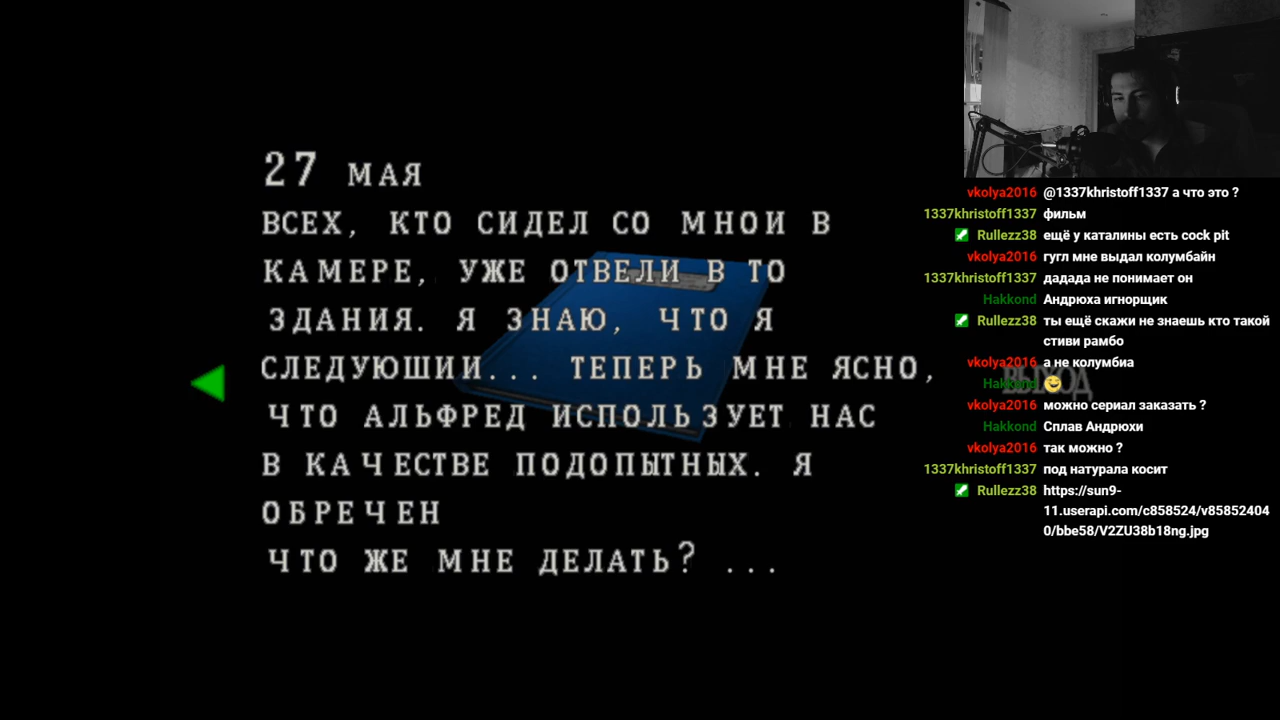 27 МАЯ
ВСЕХ, КТО СИДЕЛ СО МНОИ В
КАМЕРЕ, УЖЕ ОТВЕЛИ В ТО
ЗДАНИЯ. Я ЗНАЮ, ЧТО Я
СЛЕДУЮШИИ... ТЕПЕРЬ МНЕ ЯСНО,
ЧТО АЛЬФРЕД ИСПОЛЬЗУЕТ НАС
В КАЧЕСТВЕ ПОДОПЫТНЫХ. Я
ОБРЕЧЕН
ЧТО ЖЕ МНЕ ДЕЛАТЬ? ...
ВЫХОД
vkolya2016 @1337khristoff1337 а что это ?
1337khristoff1337 фильм
Rullezz38 ещё у каталины есть cock pit
vkolya2016 гугл мне выдал колумбайн
1337khristoff1337 дадада не понимает он
Hakkond Андрюха игнорщик
Rullezz38 ты ещё скажи не знаешь кто такой
стиви рамбо
vkolya2016 а не колумбиа
Hakkond
vkolya2016 можно сериал заказать ?
Hakkond Сплав Андрюхи
vkolya2016 так можно ?
1337khristoff1337 под натурала косит
Rullezz38 https://sun9-
11.userapi.com/c858524/v85852404
0/bbe58/V2ZU38b18ng.jpg